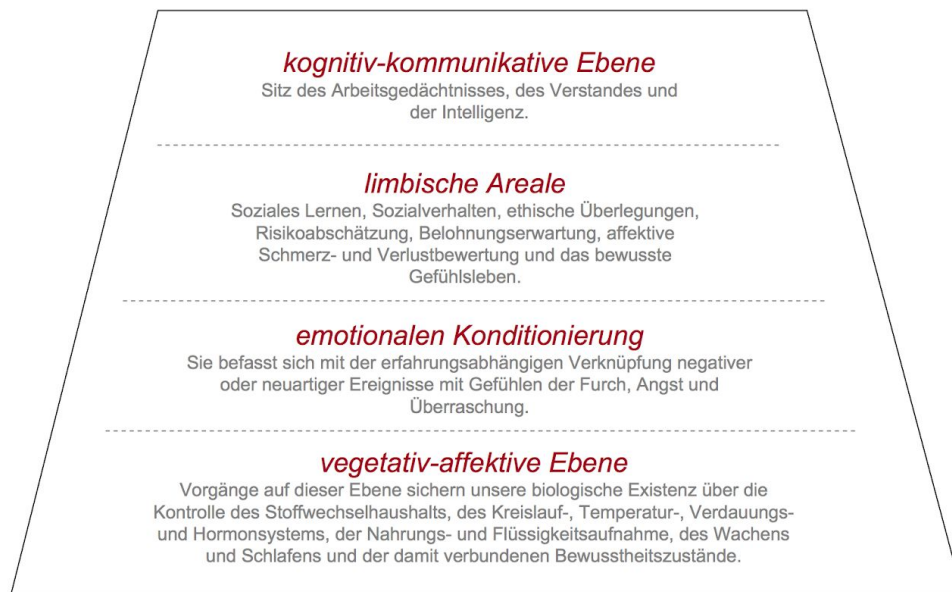 kognitiv-kommunikative Ebene
Sitz des Arbeitsgedächtnisses, des Verstandes und
der Intelligenz.
limbische Areale
Soziales Lernen, Sozialverhalten, ethische Überlegungen,
Risikoabschätzung, Belohnungserwartung, affektive
Schmerz- und Verlustbewertung und das bewusste
Gefühlsleben.
emotionalen Konditionierung
Sie befasst sich mit der erfahrungsabhängigen Verknüpfung negativer
oder neuartiger Ereignisse mit Gefühlen der Furch, Angst und
Überraschung.
vegetativ-affektive Ebene
Vorgänge auf dieser Ebene sichern unsere biologische Existenz über die
Kontrolle des Stoffwechselhaushalts, des Kreislauf-, Temperatur-, Verdauungs-
und Hormonsystems, der Nahrungs- und Flüssigkeitsaufnahme, des Wachens
und Schlafens und der damit verbundenen Bewusstheitszustände.